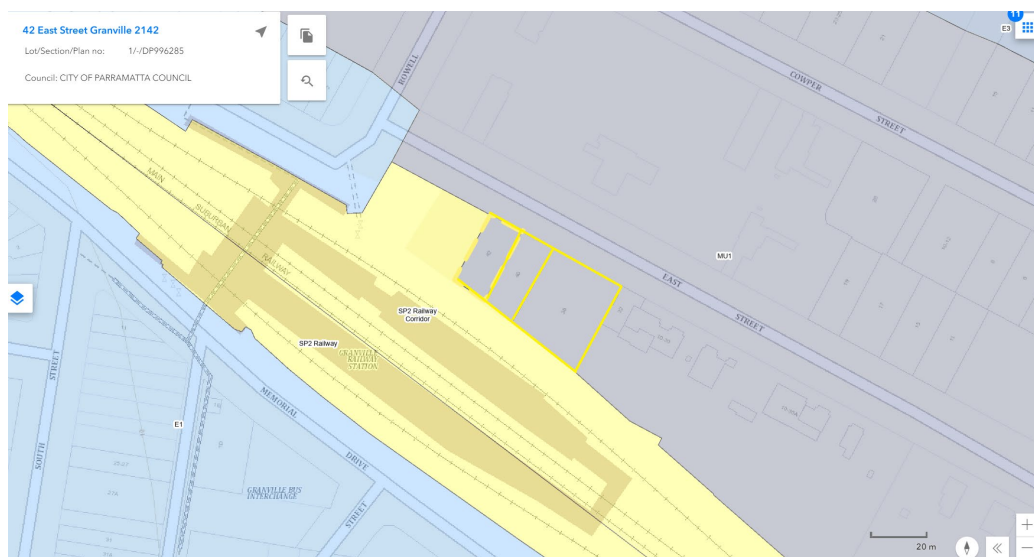 42 East Street Granville 2142
Lot/Section/Plan no: 1/-/DP996285
Council: CITY OF PARRAMATTA COUNCIL
11
E3
ROWELL
COWPER
STREET
MAIN
SUBURBAN
RAILWAY
MU1
EAST
STREET
SP2 Railway
Corridor
SP2 Railway
GRANVILLE
RAILWAY
STATION
MEMORIAL
DRIVE
STREET
SOUTH
STREET
E1
GRANVILLE BUS
INTERCHANGE
20 m